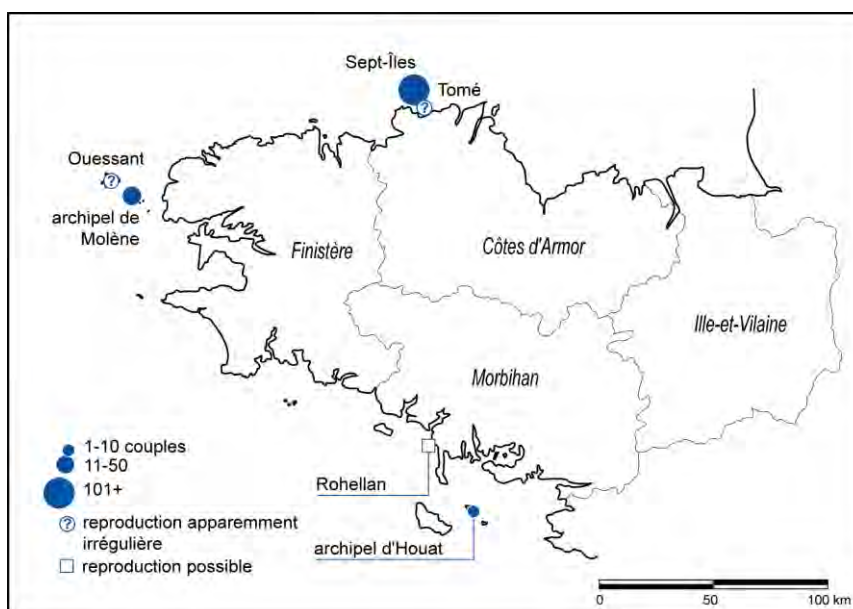 Sept-Îles
Tomé
?
Ouessant
?
archipel de
Molène
Finistère
Côtes d'Armor
Ille-et-Vilaine
Morbihan
1-10 couples
11-50
101+
Rohellan
? reproduction apparemment
irrégulière
archipel d'Houat
reproduction possible
0 50 100 km